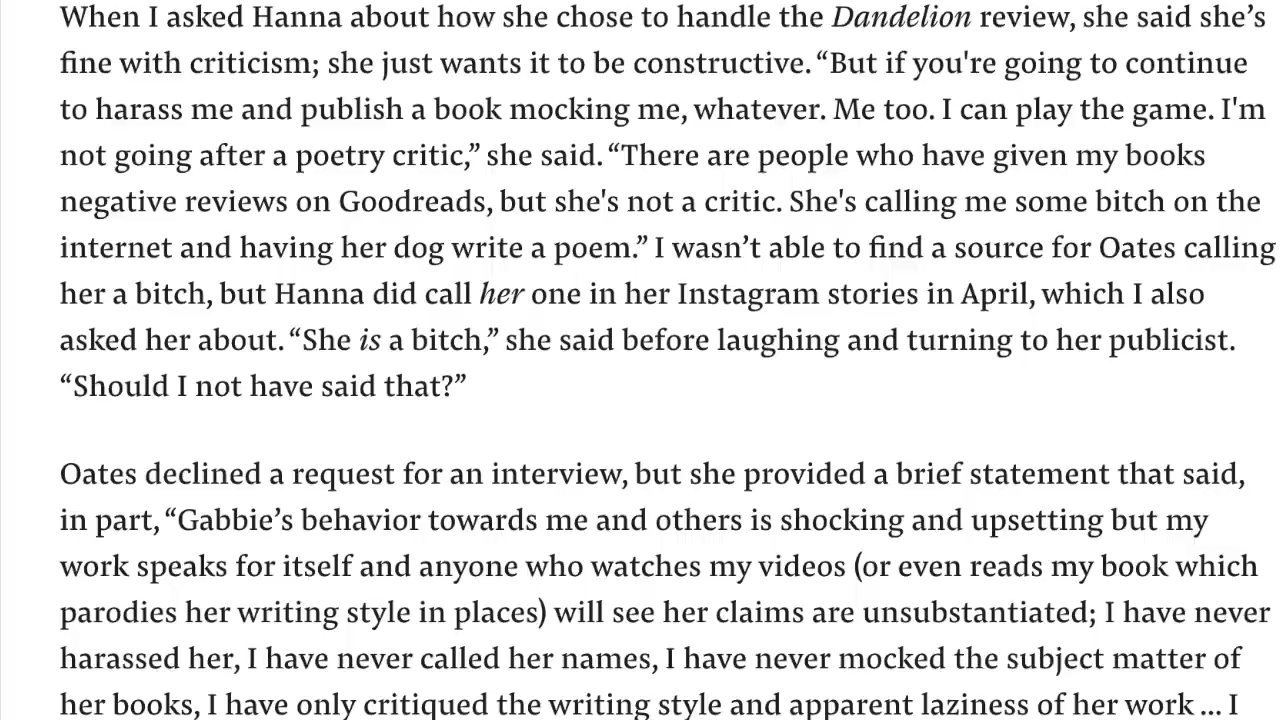 When I asked Hanna about how she chose to handle the Dandelion review, she said she’s
fine with criticism; she just wants it to be constructive. “But if you're going to continue
to harass me and publish a book mocking me, whatever. Me too. I can play the game. I'm
not going after a poetry critic,” she said. “There are people who have given my books
negative reviews on Goodreads, but she's not a critic. She's calling me some bitch on the
internet and having her dog write a poem.” I wasn’t able to find a source for Oates calling
her a bitch, but Hanna did call her one in her Instagram stories in April, which I also
asked her about. “She is a bitch,” she said before laughing and turning to her publicist.
“Should I not have said that?”
Oates declined a request for an interview, but she provided a brief statement that said,
in part, “Gabbie’s behavior towards me and others is shocking and upsetting but my
work speaks for itself and anyone who watches my videos (or even reads my book which
parodies her writing style in places) will see her claims are unsubstantiated; I have never
harassed her, I have never called her names, I have never mocked the subject matter of
her books, I have only critiqued the writing style and apparent laziness of her work ... I